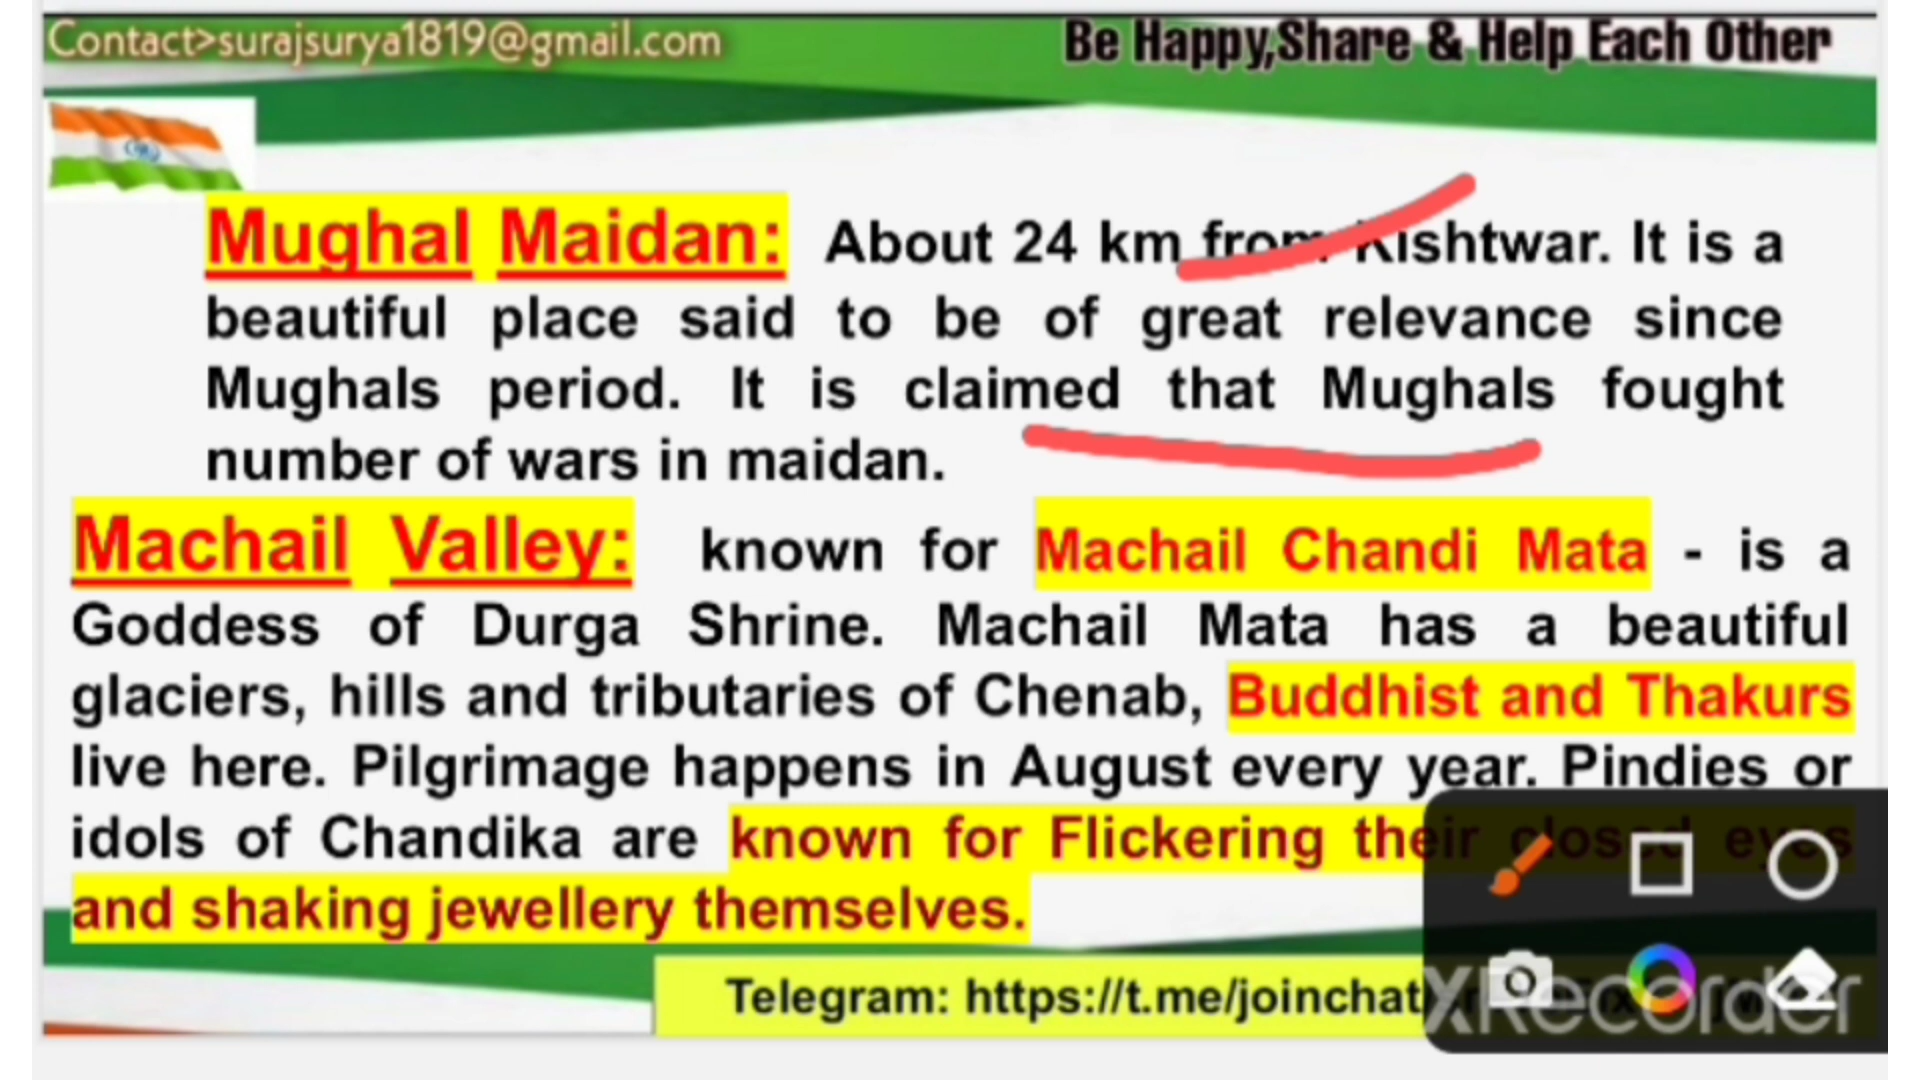 Contact>surajsurya1819@gmail.com
Be Happy,Share & Help Each Other
Mughal Maidan: About 24 km from Kishtwar. It is a
beautiful place said to be of great relevance since
Mughals period. It is claimed that Mughals fought
number of wars in maidan.
Machail Valley: known for Machail Chandi Mata - is a
Goddess of Durga Shrine. Machail Mata has a beautiful
glaciers, hills and tributaries of Chenab, Buddhist and Thakurs
live here. Pilgrimage happens in August every year. Pindies or
idols of Chandika are known for Flickering their closed eyes
and shaking jewellery themselves.
Telegram: https://t.me/joinchat
XRecorder